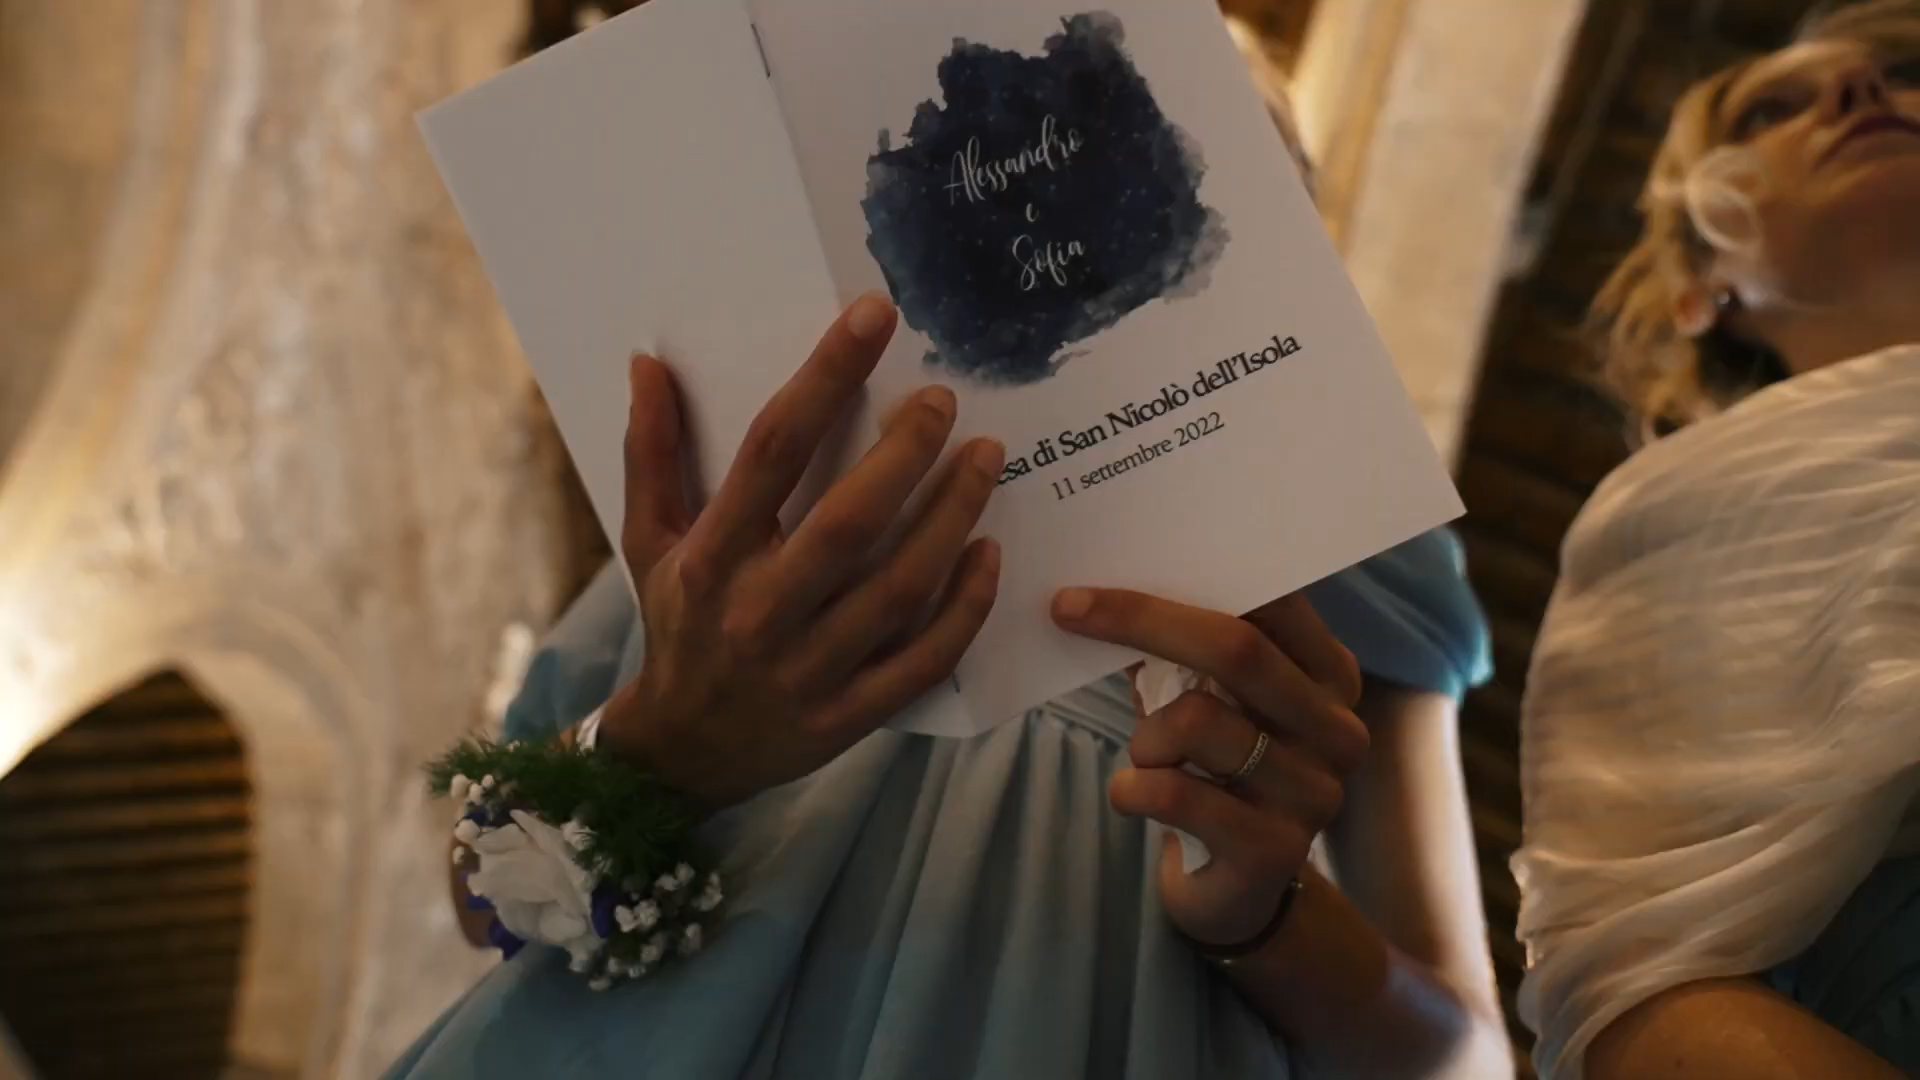 Alessandro
e
Sofia
esa di San Nicolò dell'Isola
11 settembre 2022